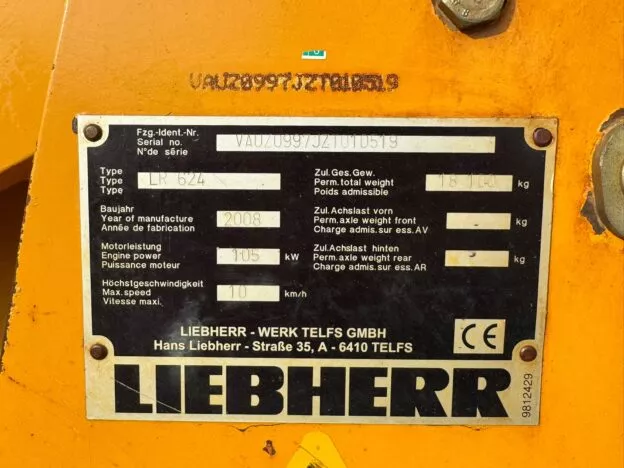 VAUZ0997JZT010519
Fzg.-Ident.-Nr.
Serial no. VAUZ0997JZT010519
N°de série
Type
Type LR 624
Type
Zul.Ges.Gew.
Perm.total weight 18 100 kg
Poids admissible
Baujahr
Year of manufacture 2008
Année de fabrication
Zul.Achslast vorn
Perm.axle weight front - kg
Charge admis.sur ess.AV
Motorleistung
Engine power 105 kW
Puissance moteur
Zul.Achslast hinten
Perm.axle weight rear - kg
Charge admis.sur ess.AR
Höchstgeschwindigkeit
Max.speed 10 km/h
Vitesse maxi.
LIEBHERR - WERK TELFS GMBH
Hans Liebherr - Straße 35, A - 6410 TELFS
CE
LIEBHERR
9812429